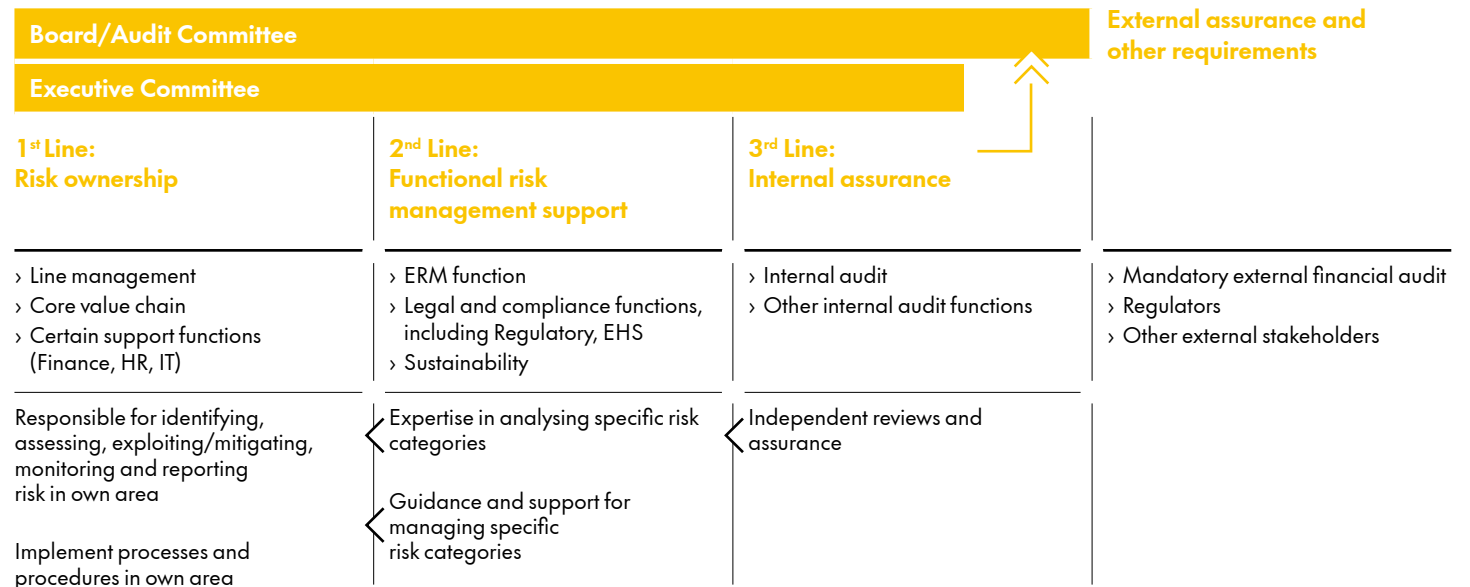 Board/Audit Committee
External assurance and
other requirements
Executive Committee
1st Line:
Risk ownership
2nd Line:
Functional risk
management support
3rd Line:
Internal assurance
› Line management
› Core value chain
› Certain support functions
(Finance, HR, IT)
› ERM function
› Legal and compliance functions,
including Regulatory, EHS
› Sustainability
› Internal audit
› Other internal audit functions
› Mandatory external financial audit
› Regulators
› Other external stakeholders
Responsible for identifying,
assessing, exploiting/mitigating,
monitoring and reporting
risk in own area
Implement processes and
procedures in own area
Expertise in analysing specific risk
categories
Guidance and support for
managing specific
risk categories
Independent reviews and
assurance